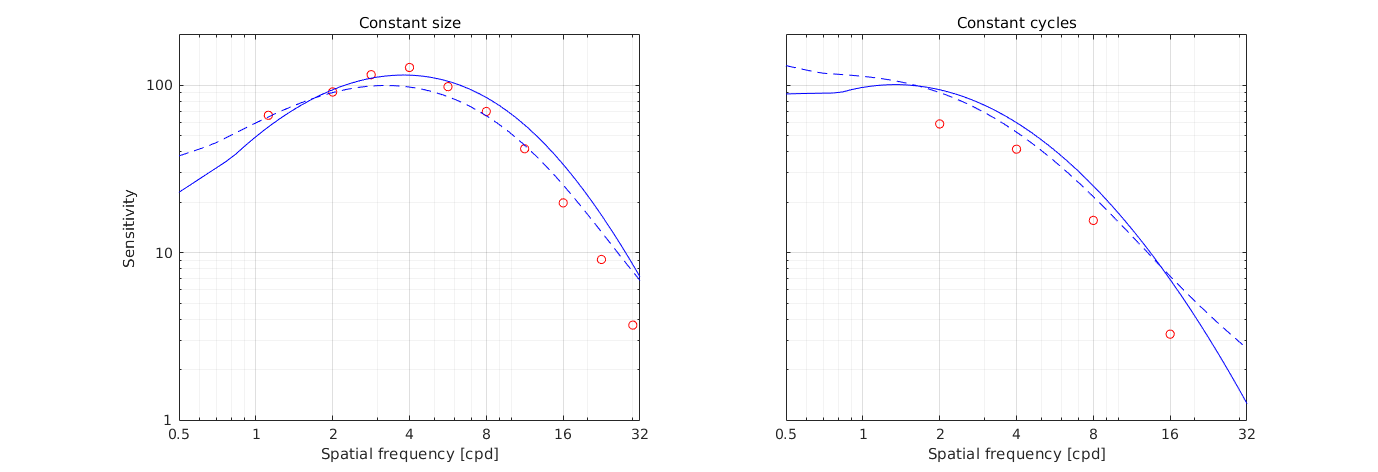 Constant size
Constant cycles
Sensitivity
100
10
1
0.5 1 2 4 8 16 32
Spatial frequency [cpd]
0.5 1 2 4 8 16 32
Spatial frequency [cpd]